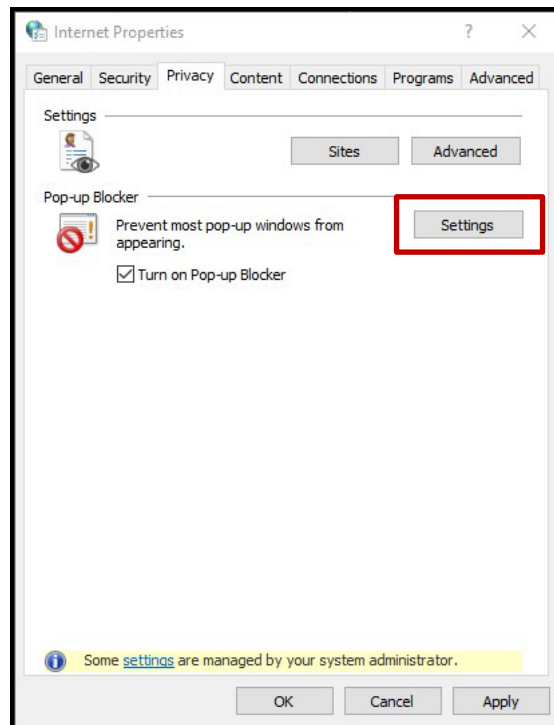 Internet Properties ?
General Security Privacy Content Connections Programs Advanced
Settings
Sites Advanced
Pop-up Blocker
Prevent most pop-up windows from
appearing.
Settings
Turn on Pop-up Blocker
Some settings are managed by your system administrator.
OK Cancel Apply